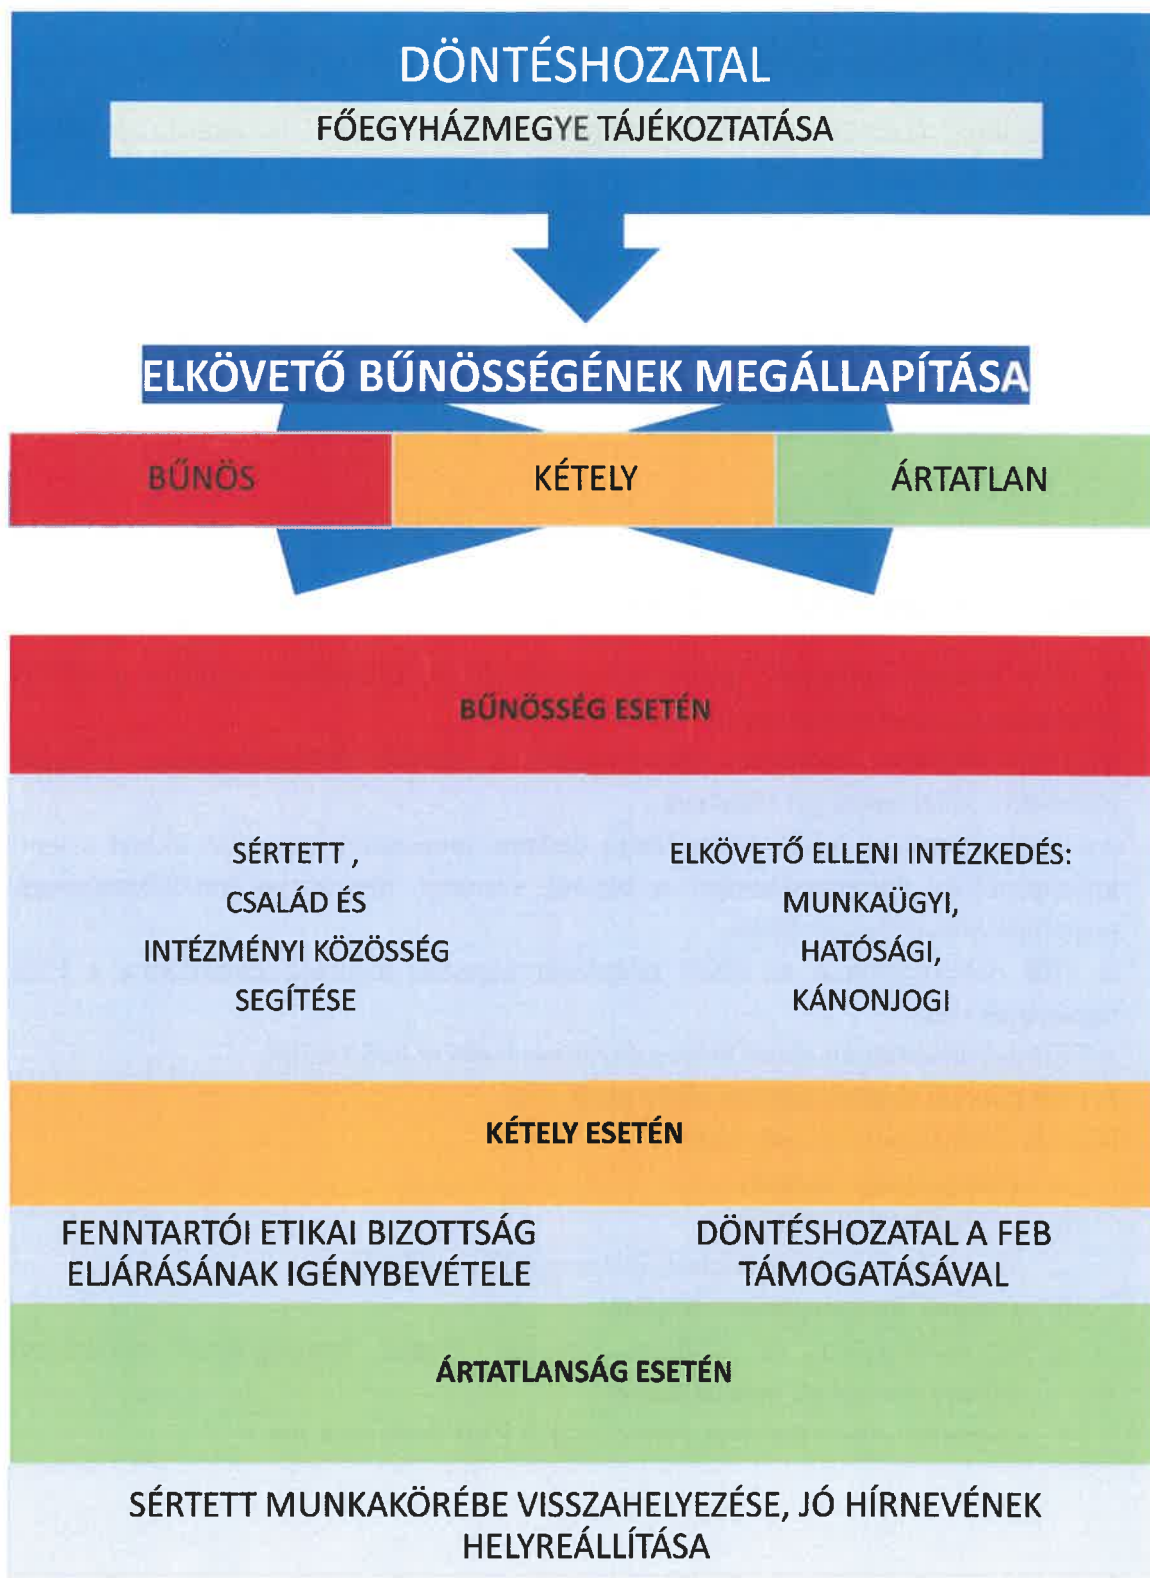 DÖNTÉSHOZATAL
FŐEGYHÁZMEGYE TÁJÉKOZTATÁSA
ELKÖVETŐ BŰNÖSSÉGÉNEK MEGÁLLAPÍTÁSA
BŰNÖS KÉTELY ÁRTATLAN
BŰNÖSSÉG ESETÉN
SÉRTETT ,
CSALÁD ÉS
INTÉZMÉNYI KÖZÖSSÉG
SEGÍTÉSE
ELKÖVETŐ ELLENI INTÉZKEDÉS:
MUNKAÜGYI,
HATÓSÁGI,
KÁNONJOGI
KÉTELY ESETÉN
FENNTARTÓI ETIKAI BIZOTTSÁG
ELJÁRÁSÁNAK IGÉNYBEVÉTELE
DÖNTÉSHOZATAL A FEB
TÁMOGATÁSÁVAL
ÁRTATLANSÁG ESETÉN
SÉRTETT MUNKAKÖRÉBE VISSZAHELYEZÉSE, JÓ HÍRNEVÉNEK
HELYREÁLLÍTÁSA